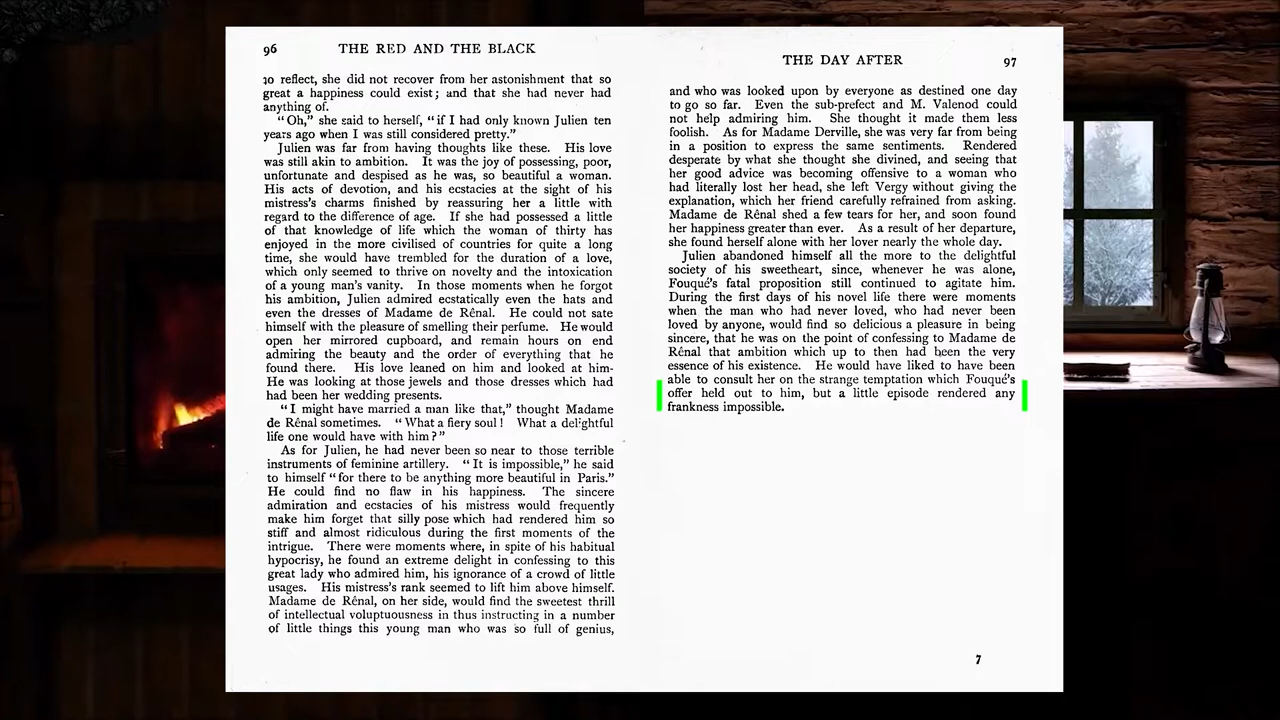 96 THE RED AND THE BLACK
to reflect, she did not recover from her astonishment that so
great a happiness could exist; and that she had never had
anything of.
"Oh," she said to herself, "if I had only known Julien ten
years ago when I was still considered pretty."
Julien was far from having thoughts like these. His love
was still akin to ambition. It was the joy of possessing, poor,
unfortunate and despised as he was, so beautiful a woman.
His acts of devotion, and his ecstacies at the sight of his
mistress's charms finished by reassuring her a little with
regard to the difference of age. If she had possessed a little
of that knowledge of life which the woman of thirty has
enjoyed in the more civilised of countries for quite a long
time, she would have trembled for the duration of a love,
which only seemed to thrive on novelty and the intoxication
of a young man's vanity. In those moments when he forgot
his ambition, Julien admired ecstatically even the hats and
even the dresses of Madame de Rênal. He could not sate
himself with the pleasure of smelling their perfume. He would
open her mirrored cupboard, and remain hours on end
admiring the beauty and the order of everything that he
found there. His love leaned on him and looked at him-
He was looking at those jewels and those dresses which had
had been her wedding presents.
"I might have married a man like that," thought Madame
de Rênal sometimes. "What a fiery soul! What a delightful
life one would have with him?"
As for Julien, he had never been so near to those terrible
instruments of feminine artillery. "It is impossible," he said
to himself "for there to be anything more beautiful in Paris."
He could find no flaw in his happiness. The sincere
admiration and ecstacies of his mistress would frequently
make him forget that silly pose which had rendered him so
stiff and almost ridiculous during the first moments of the
intrigue. There were moments where, in spite of his habitual
hypocrisy, he found an extreme delight in confessing to this
great lady who admired him, his ignorance of a crowd of little
usages. His mistress's rank seemed to lift him above himself.
Madame de Rênal, on her side, would find the sweetest thrill
of intellectual voluptuousness in thus instructing in a number
of little things this young man who was so full of genius,
THE DAY AFTER 97
and who was looked upon by everyone as destined one day
to go so far. Even the sub-prefect and M. Valenod could
not help admiring him. She thought it made them less
foolish. As for Madame Derville, she was very far from being
in a position to express the same sentiments. Rendered
desperate by what she thought she divined, and seeing that
her good advice was becoming offensive to a woman who
had literally lost her head, she left Vergy without giving the
explanation, which her friend carefully refrained from asking.
Madame de Rênal shed a few tears for her, and soon found
her happiness greater than ever. As a result of her departure,
she found herself alone with her lover nearly the whole day.
Julien abandoned himself all the more to the delightful
society of his sweetheart, since, whenever he was alone,
Fouqué's fatal proposition still continued to agitate him.
During the first days of his novel life there were moments
when the man who had never loved, who had never been
loved by anyone, would find so delicious a pleasure in being
sincere, that he was on the point of confessing to Madame de
Rênal that ambition which up to then had been the very
essence of his existence. He would have liked to have been
able to consult her on the strange temptation which Fouqué's
offer held out to him, but a little episode rendered any
frankness impossible.
7